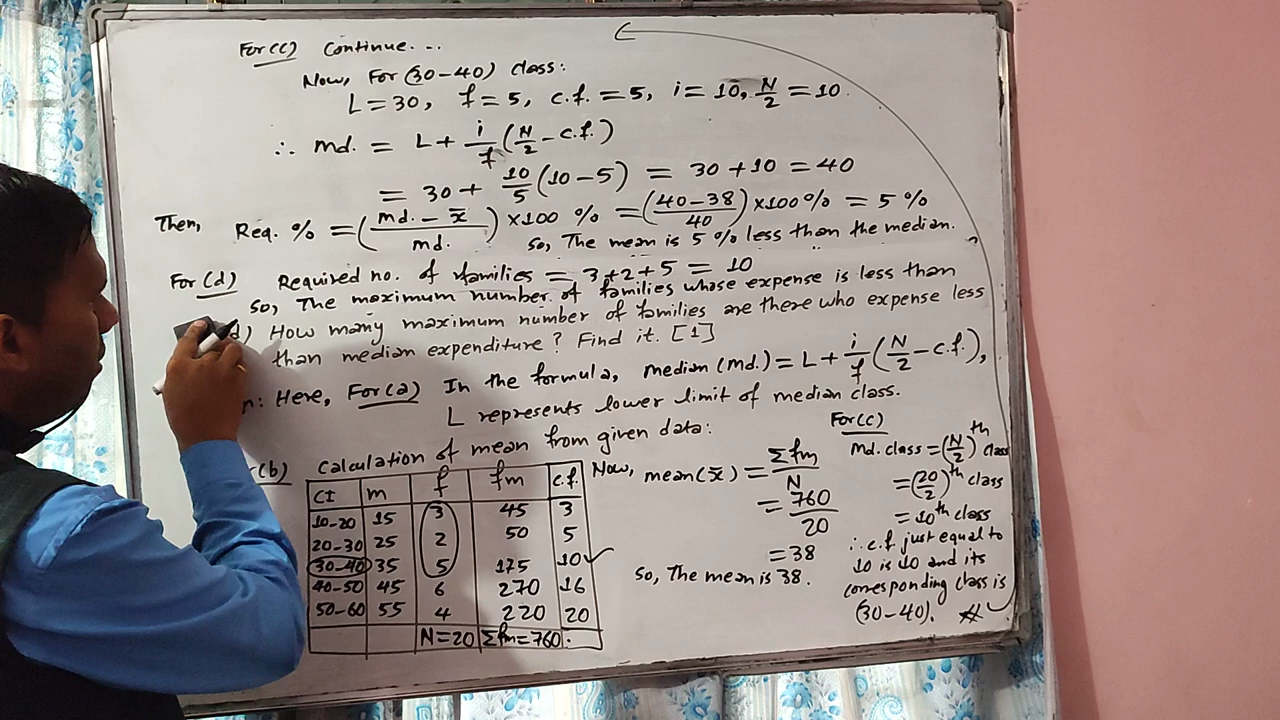 For (c) Continue...
Now, For (30-40) class:
L = 30, f = 5, c.f. = 5, i = 10, N/2 = 10
∴ md. = L + i/f (N/2 - c.f.)
= 30 + 10/5 (10 - 5) = 30 + 10 = 40
Then, Req. % = (md. - x̄ / md.) × 100 % = (40-38 / 40) × 100% = 5 %
so, The mean is 5 % less than the median.
For (d) Required no. of families = 3+2+5 = 10
so, The maximum number of families whose expense is less than
d) How many maximum number of families are there who expense less
than median expenditure? Find it. [1]
n: Here, For (a) In the formula, median (md.) = L + i/f (N/2 - c.f.),
L represents lower limit of median class.
(b) Calculation of mean from given data:
CI m f fm c.f.
10-20 15 3 45 3
20-30 25 2 50 5
30-40 35 5 175 10
40-50 45 6 270 16
50-60 55 4 220 20
N=20 Σfm=760.
Now, mean (x̄) = Σfm / N
= 760 / 20
= 38
So, The mean is 38.
For (c)
Md. class = (N/2)th class
= (20/2)th class
= 10th class
∴ c.f just equal to
10 is 10 and its
corresponding class is
(30-40).